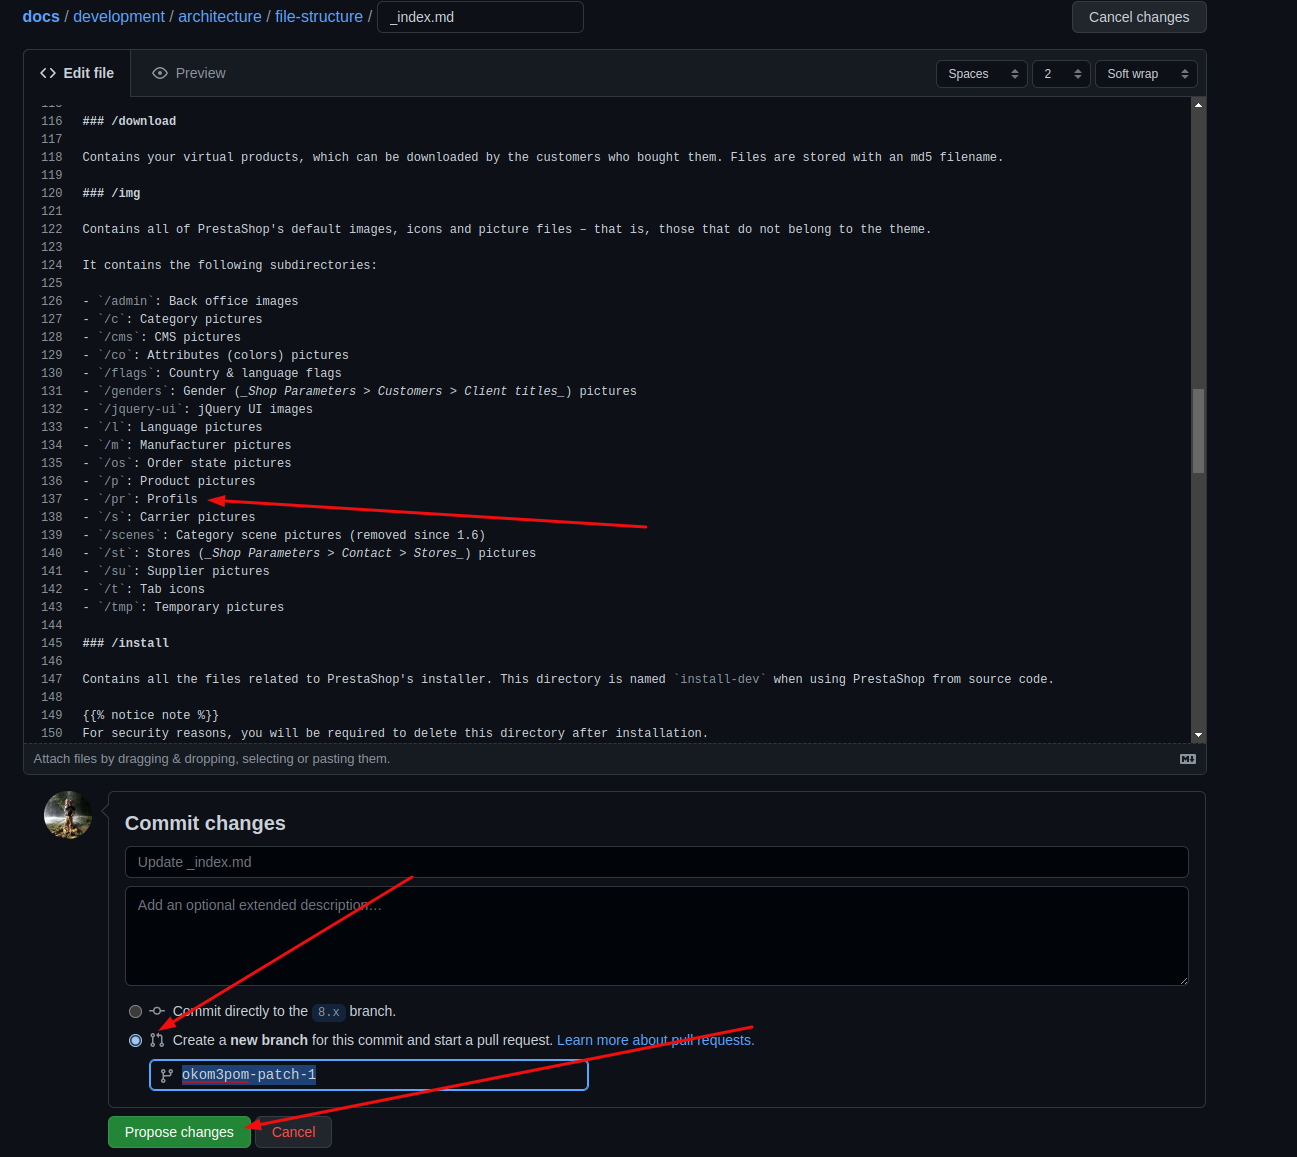 docs / development / architecture / file-structure / _index.md Cancel changes
Edit file Preview Spaces 2 Soft wrap
116 ### /download
117
118 Contains your virtual products, which can be downloaded by the customers who bought them. Files are stored with an md5 filename.
119
120 ### /img
121
122 Contains all of PrestaShop's default images, icons and picture files – that is, those that do not belong to the theme.
123
124 It contains the following subdirectories:
125
126 - `/admin`: Back office images
127 - `/c`: Category pictures
128 - `/cms`: CMS pictures
129 - `/co`: Attributes (colors) pictures
130 - `/flags`: Country & language flags
131 - `/genders`: Gender (_Shop Parameters > Customers > Client titles_) pictures
132 - `/jquery-ui`: jQuery UI images
133 - `/l`: Language pictures
134 - `/m`: Manufacturer pictures
135 - `/os`: Order state pictures
136 - `/p`: Product pictures
137 - `/pr`: Profils
138 - `/s`: Carrier pictures
139 - `/scenes`: Category scene pictures (removed since 1.6)
140 - `/st`: Stores (_Shop Parameters > Contact > Stores_) pictures
141 - `/su`: Supplier pictures
142 - `/t`: Tab icons
143 - `/tmp`: Temporary pictures
144
145 ### /install
146
147 Contains all the files related to PrestaShop's installer. This directory is named `install-dev` when using PrestaShop from source code.
148
149 {{% notice note %}}
150 For security reasons, you will be required to delete this directory after installation.
Attach files by dragging & dropping, selecting or pasting them.
Commit changes
Update _index.md
Add an optional extended description…
Commit directly to the 8.x branch.
Create a new branch for this commit and start a pull request. Learn more about pull requests.
okom3pom-patch-1
Propose changes Cancel